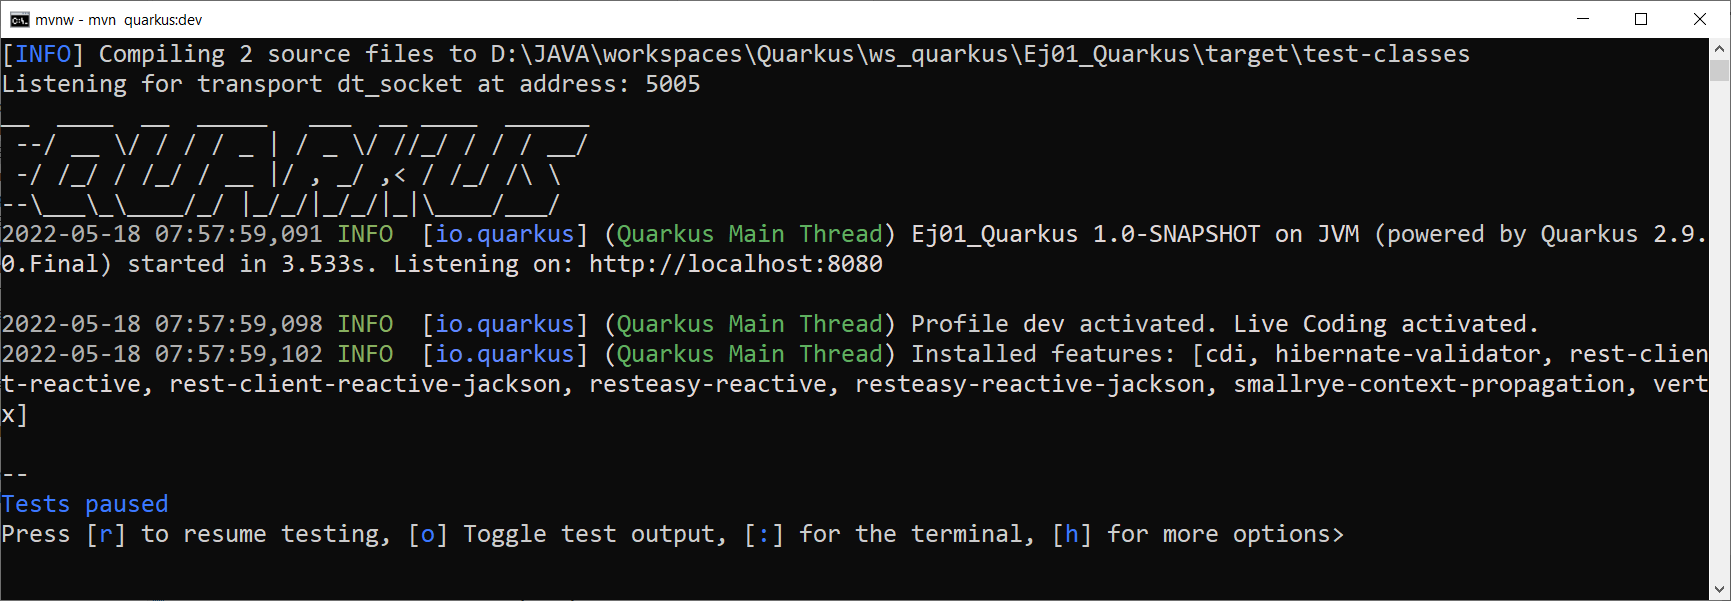 mvnw - mvn  quarkus:dev
[INFO] Compiling 2 source files to D:\JAVA\workspaces\Quarkus\ws_quarkus\Ej01_Quarkus\target\test-classes
Listening for transport dt_socket at address: 5005
__  ____  __  _____   ___  __ ____  ______
 --/ __ \/ / / / _ | / _ \/ //_/ / / / __/
 -/ /_/ / /_/ / __ |/ , _/ ,< / /_/ /\ \
--\___\_\____/_/ |_/_/|_/_/|_|\____/___/
2022-05-18 07:57:59,091 INFO  [io.quarkus] (Quarkus Main Thread) Ej01_Quarkus 1.0-SNAPSHOT on JVM (powered by Quarkus 2.9.
0.Final) started in 3.533s. Listening on: http://localhost:8080
2022-05-18 07:57:59,098 INFO  [io.quarkus] (Quarkus Main Thread) Profile dev activated. Live Coding activated.
2022-05-18 07:57:59,102 INFO  [io.quarkus] (Quarkus Main Thread) Installed features: [cdi, hibernate-validator, rest-clien
t-reactive, rest-client-reactive-jackson, resteasy-reactive, resteasy-reactive-jackson, smallrye-context-propagation, vert
x]
--
Tests paused
Press [r] to resume testing, [o] Toggle test output, [:] for the terminal, [h] for more options>